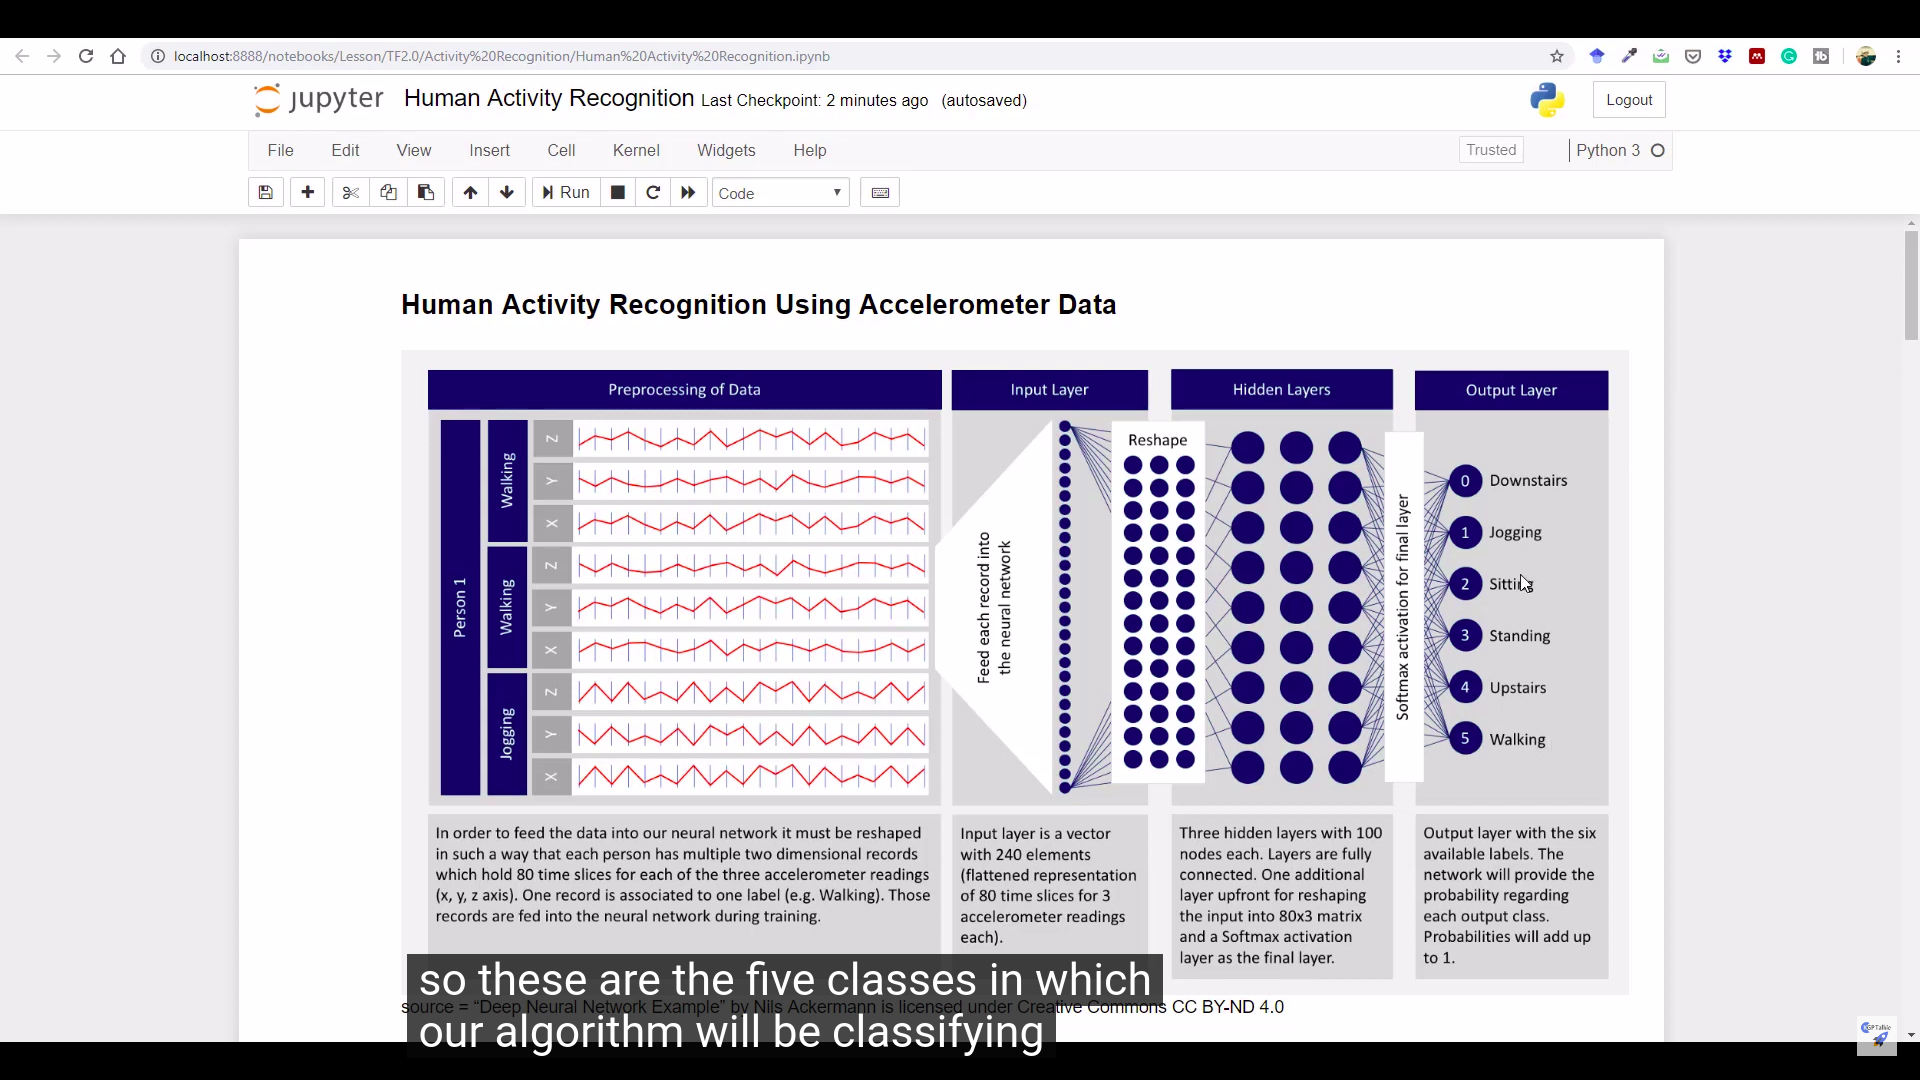 localhost:8888/notebooks/Lesson/TF2.0/Activity%20Recognition/Human%20Activity%20Recognition.ipynb
jupyter Human Activity Recognition Last Checkpoint: 2 minutes ago (autosaved)
Logout
File Edit View Insert Cell Kernel Widgets Help
Trusted
Python 3
Run
Code
Human Activity Recognition Using Accelerometer Data
Preprocessing of Data
Person 1
Walking
Z
Y
X
Walking
Z
Y
X
Jogging
Z
Y
X
In order to feed the data into our neural network it must be reshaped
in such a way that each person has multiple two dimensional records
which hold 80 time slices for each of the three accelerometer readings
(x, y, z axis). One record is associated to one label (e.g. Walking). Those
records are fed into the neural network during training.
Input Layer
Feed each record into
the neural network
Reshape
Input layer is a vector
with 240 elements
(flattened representation
of 80 time slices for 3
accelerometer readings
each).
Hidden Layers
Three hidden layers with 100
nodes each. Layers are fully
connected. One additional
layer upfront for reshaping
the input into 80x3 matrix
and a Softmax activation
layer as the final layer.
Softmax activation for final layer
Output Layer
0 Downstairs
1 Jogging
2 Sitting
3 Standing
4 Upstairs
5 Walking
Output layer with the six
available labels. The
network will provide the
probability regarding
each output class.
Probabilities will add up
to 1.
source = “Deep Neural Network Example” by Nils Ackermann is licensed under Creative Commons CC BY-ND 4.0
so these are the five classes in which
our algorithm will be classifying
KGPTalkie